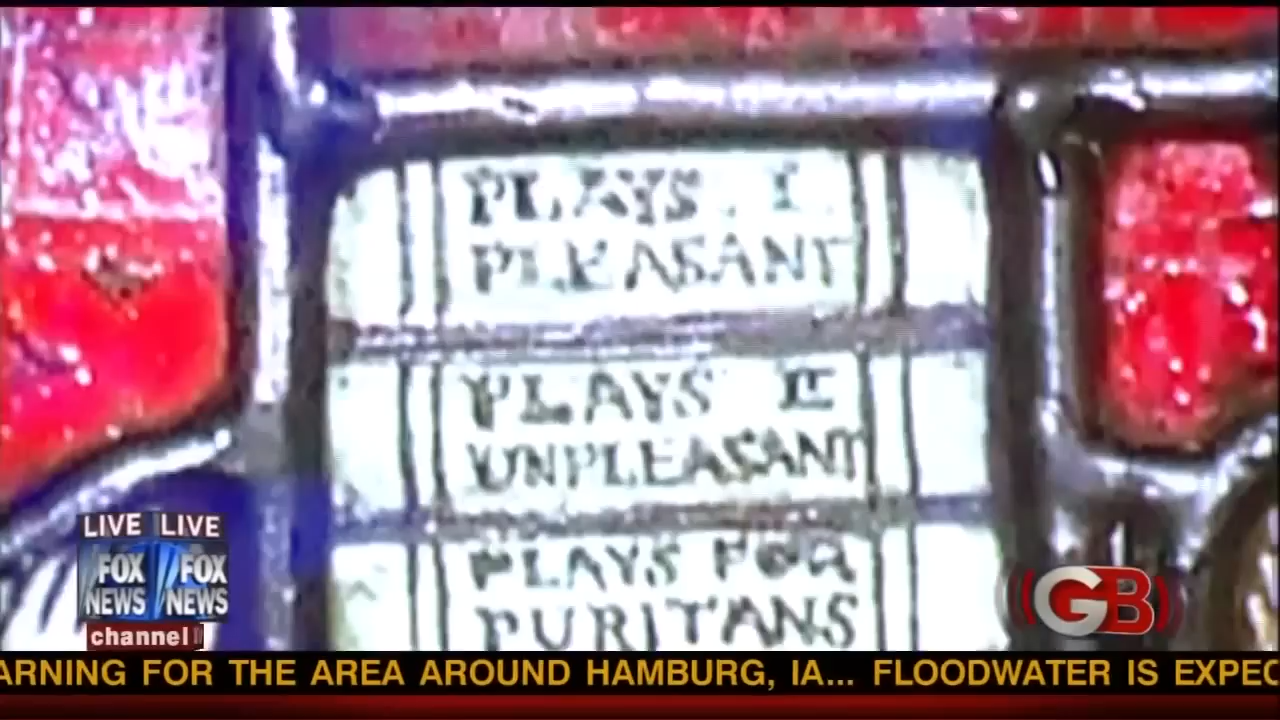 PLAYS. I.
PLEASANT
PLAYS II
UNPLEASANT
PLAYS FOR
PURITANS
LIVE LIVE
FOX FOX
NEWS NEWS
channel
GB
ARNING FOR THE AREA AROUND HAMBURG, IA... FLOODWATER IS EXPEC